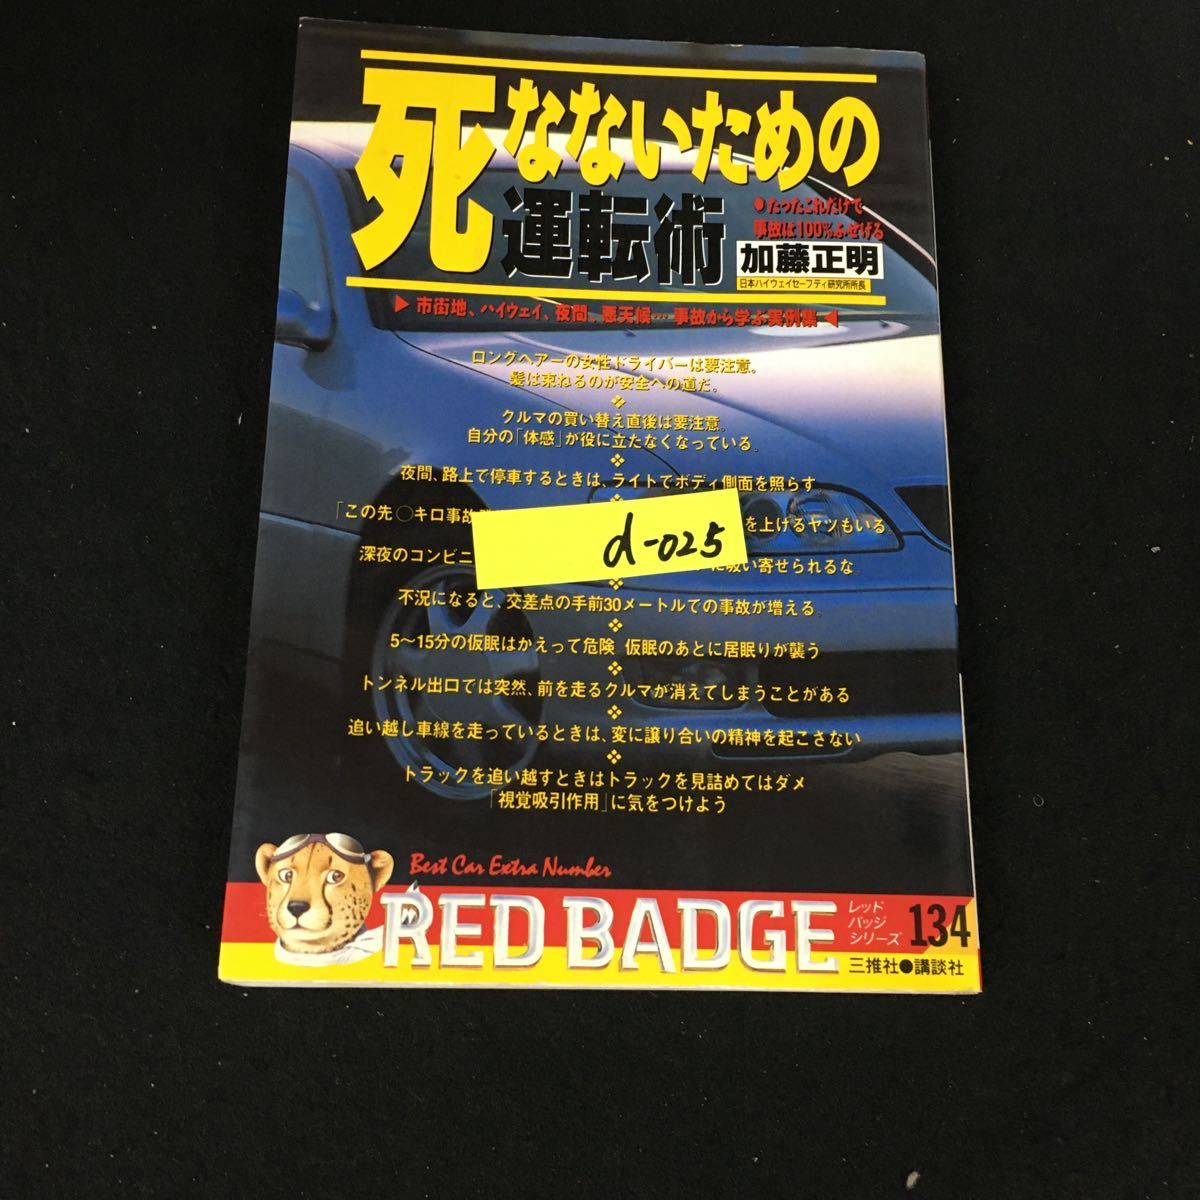 死なないための
運転術
●たったこれだけで
事故は100%ふせげる
加藤正明
日本ハイウェイセーフティ研究所所長
▶市街地、ハイウェイ、夜間、悪天候…事故から学ぶ実例集◀
ロングヘアーの女性ドライバーは要注意。
髪は束ねるのが安全への道だ。
クルマの買い替え直後は要注意。
自分の「体感」が役に立たなくなっている。
夜間、路上で停車するときは、ライトでボディ側面を照らす
「この先○キロ事故 を上げるヤツもいる。
深夜のコンビニ に吸い寄せられるな。
d-025
不況になると、交差点の手前30メートルでの事故が増える。
5〜15分の仮眠はかえって危険 仮眠のあとに居眠りが襲う
トンネル出口では突然、前を走るクルマが消えてしまうことがある
追い越し車線を走っているときは、変に譲り合いの精神を起こさない
トラックを追い越すときはトラックを見詰めてはダメ
「視覚吸引作用」に気をつけよう
Best Car Extra Number
RED BADGE
レッド
バッジ
シリーズ
134
三推社●講談社